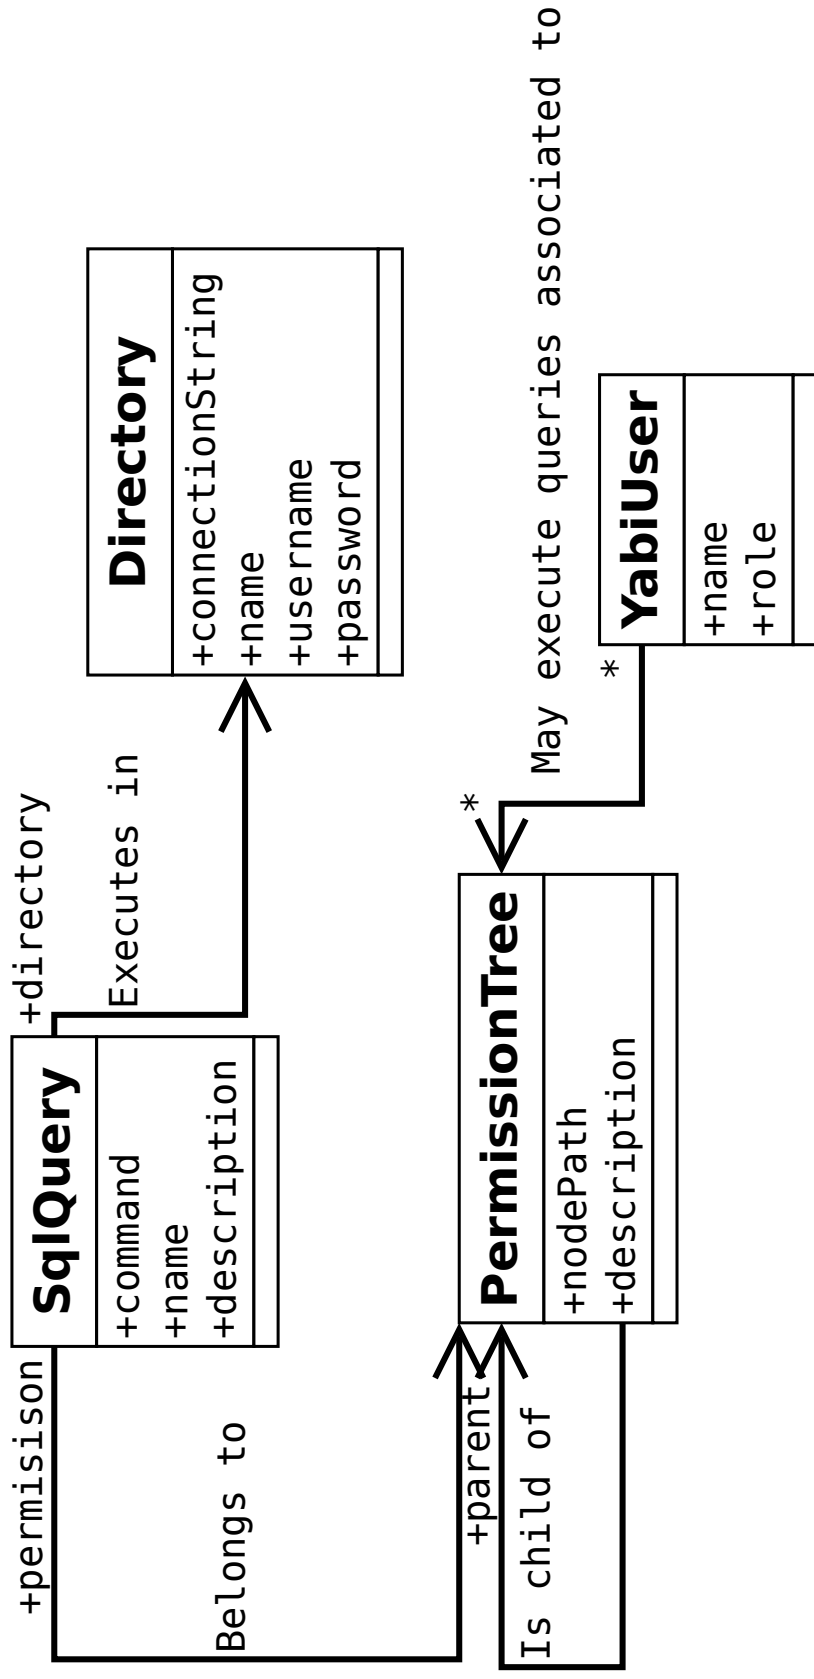 +permisison
+directory
SqlQuery
+command
+name
+description
Executes in
Directory
+connectionString
+name
+username
+password
Belongs to
+parent
Is child of
PermissionTree
+nodePath
+description
*
May execute queries associated to
*
YabiUser
+name
+role